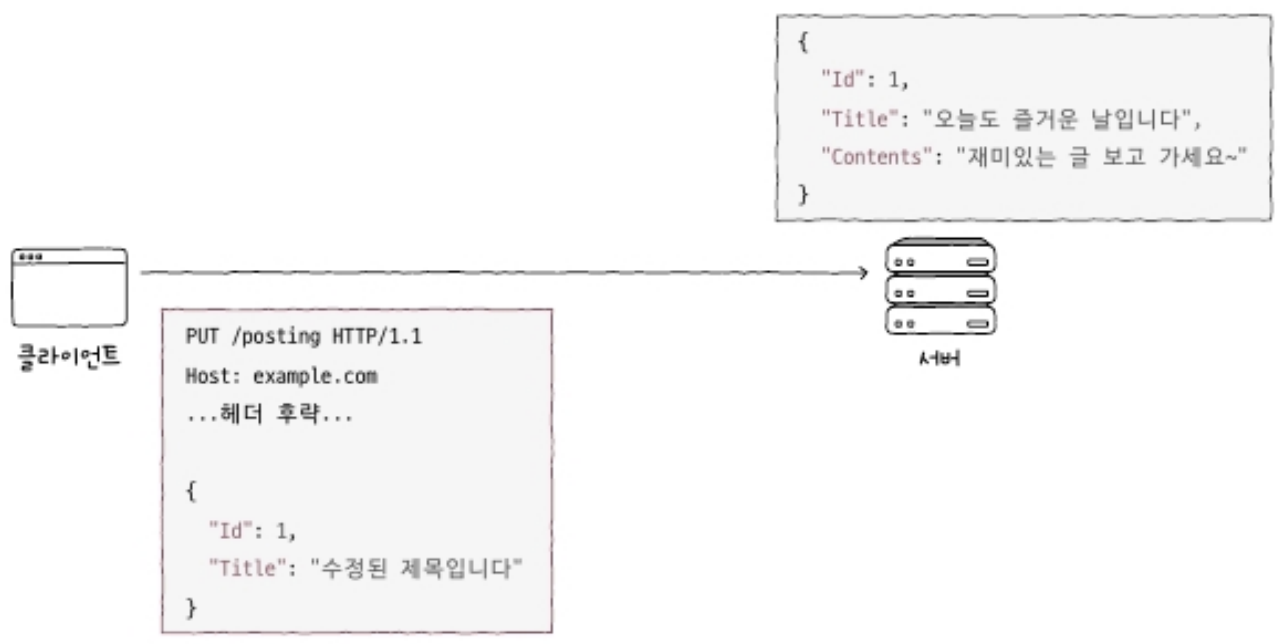 {
"Id": 1,
"Title": "오늘도 즐거운 날입니다",
"Contents": "재미있는 글 보고 가세요~"
}
클라이언트
서버
PUT /posting HTTP/1.1
Host: example.com
...헤더 후략...
{
"Id": 1,
"Title": "수정된 제목입니다"
}